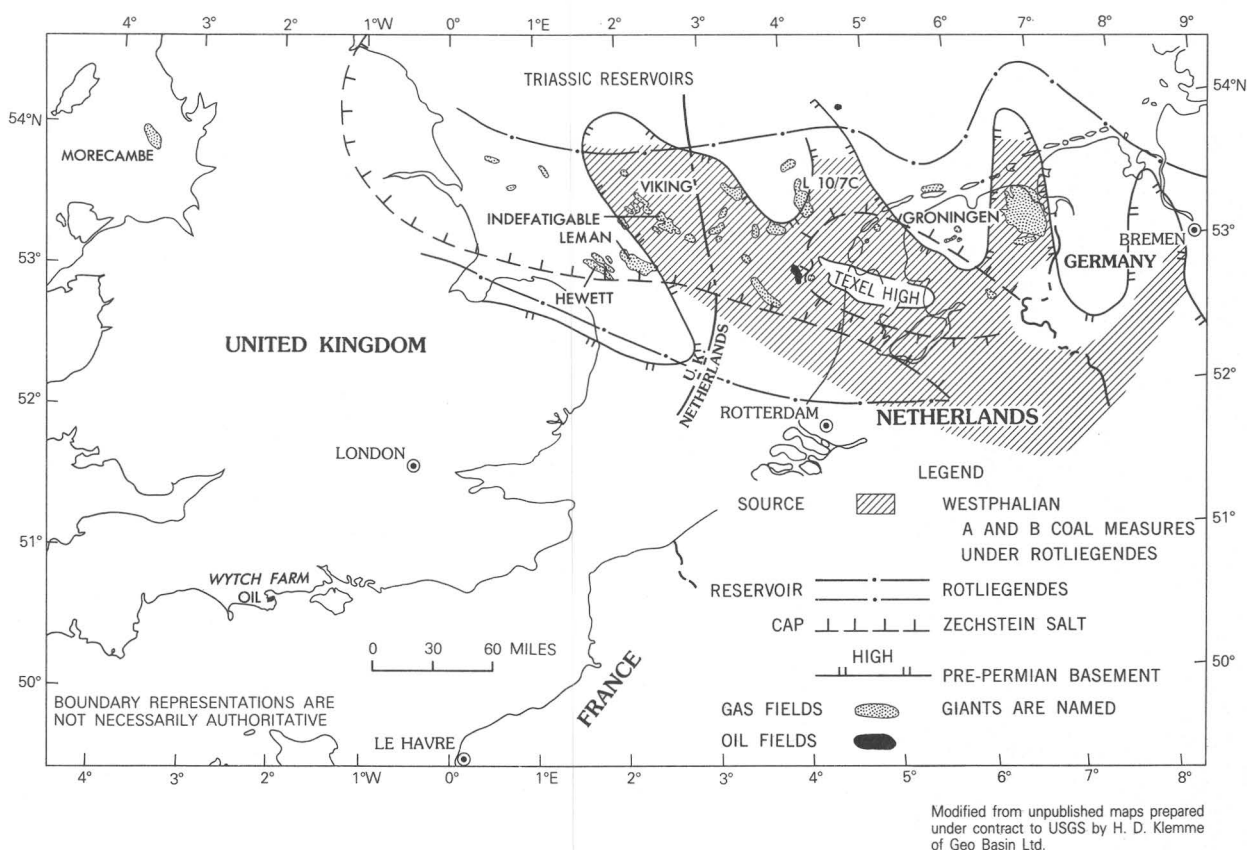 4° 3° 2° 1°W 0° 1°E 2° 3° 4° 5° 6° 7° 8° 9°
TRIASSIC RESERVOIRS
54°N
54°N
MORECAMBE
VIKING
L 10/7C
INDEFATIGABLE
GRONINGEN
LEMAN
BREMEN
53°
53°
GERMANY
TEXEL HIGH
HEWETT
UNITED KINGDOM
U.K.
NETHERLANDS
52°
52°
ROTTERDAM
NETHERLANDS
LONDON
LEGEND
SOURCE
WESTPHALIAN
A AND B COAL MEASURES
UNDER ROTLIEGENDES
51°
51°
WYTCH FARM
OIL
RESERVOIR
ROTLIEGENDES
CAP
ZECHSTEIN SALT
0 30 60 MILES
HIGH
PRE-PERMIAN BASEMENT
50°
50°
FRANCE
BOUNDARY REPRESENTATIONS ARE
NOT NECESSARILY AUTHORITATIVE
GAS FIELDS
GIANTS ARE NAMED
OIL FIELDS
LE HAVRE
4° 3° 2° 1°W 0° 1°E 2° 3° 4° 5° 6° 7° 8°
Modified from unpublished maps prepared
under contract to USGS by H. D. Klemme
of Geo Basin Ltd.